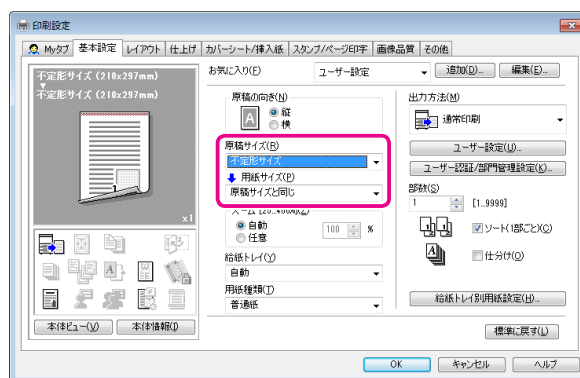 印刷設定
Myタブ 基本設定 レイアウト 仕上げ カバーシート/挿入紙 スタンプ/ページ印字 画像品質 その他
不定形サイズ (210x297mm)
不定形サイズ (210x297mm)
1
x1
本体ビュー(V) 本体情報(I)
お気に入り(F) ユーザー設定 追加(D)... 編集(E)...
原稿の向き(N)
A
縦
横
原稿サイズ(R)
不定形サイズ
用紙サイズ(P)
原稿サイズと同じ
ズーム [25..400%](Z)
自動
任意
100 %
給紙トレイ(Y)
自動
用紙種類(T)
普通紙
出力方法(M)
通常印刷
ユーザー設定(U)...
ユーザー認証/部門管理設定(K)...
部数(S)
1 [1..9999]
ソート(1部ごと)(O)
仕分け(O)
給紙トレイ別用紙設定(H)...
標準に戻す(L)
OK キャンセル ヘルプ